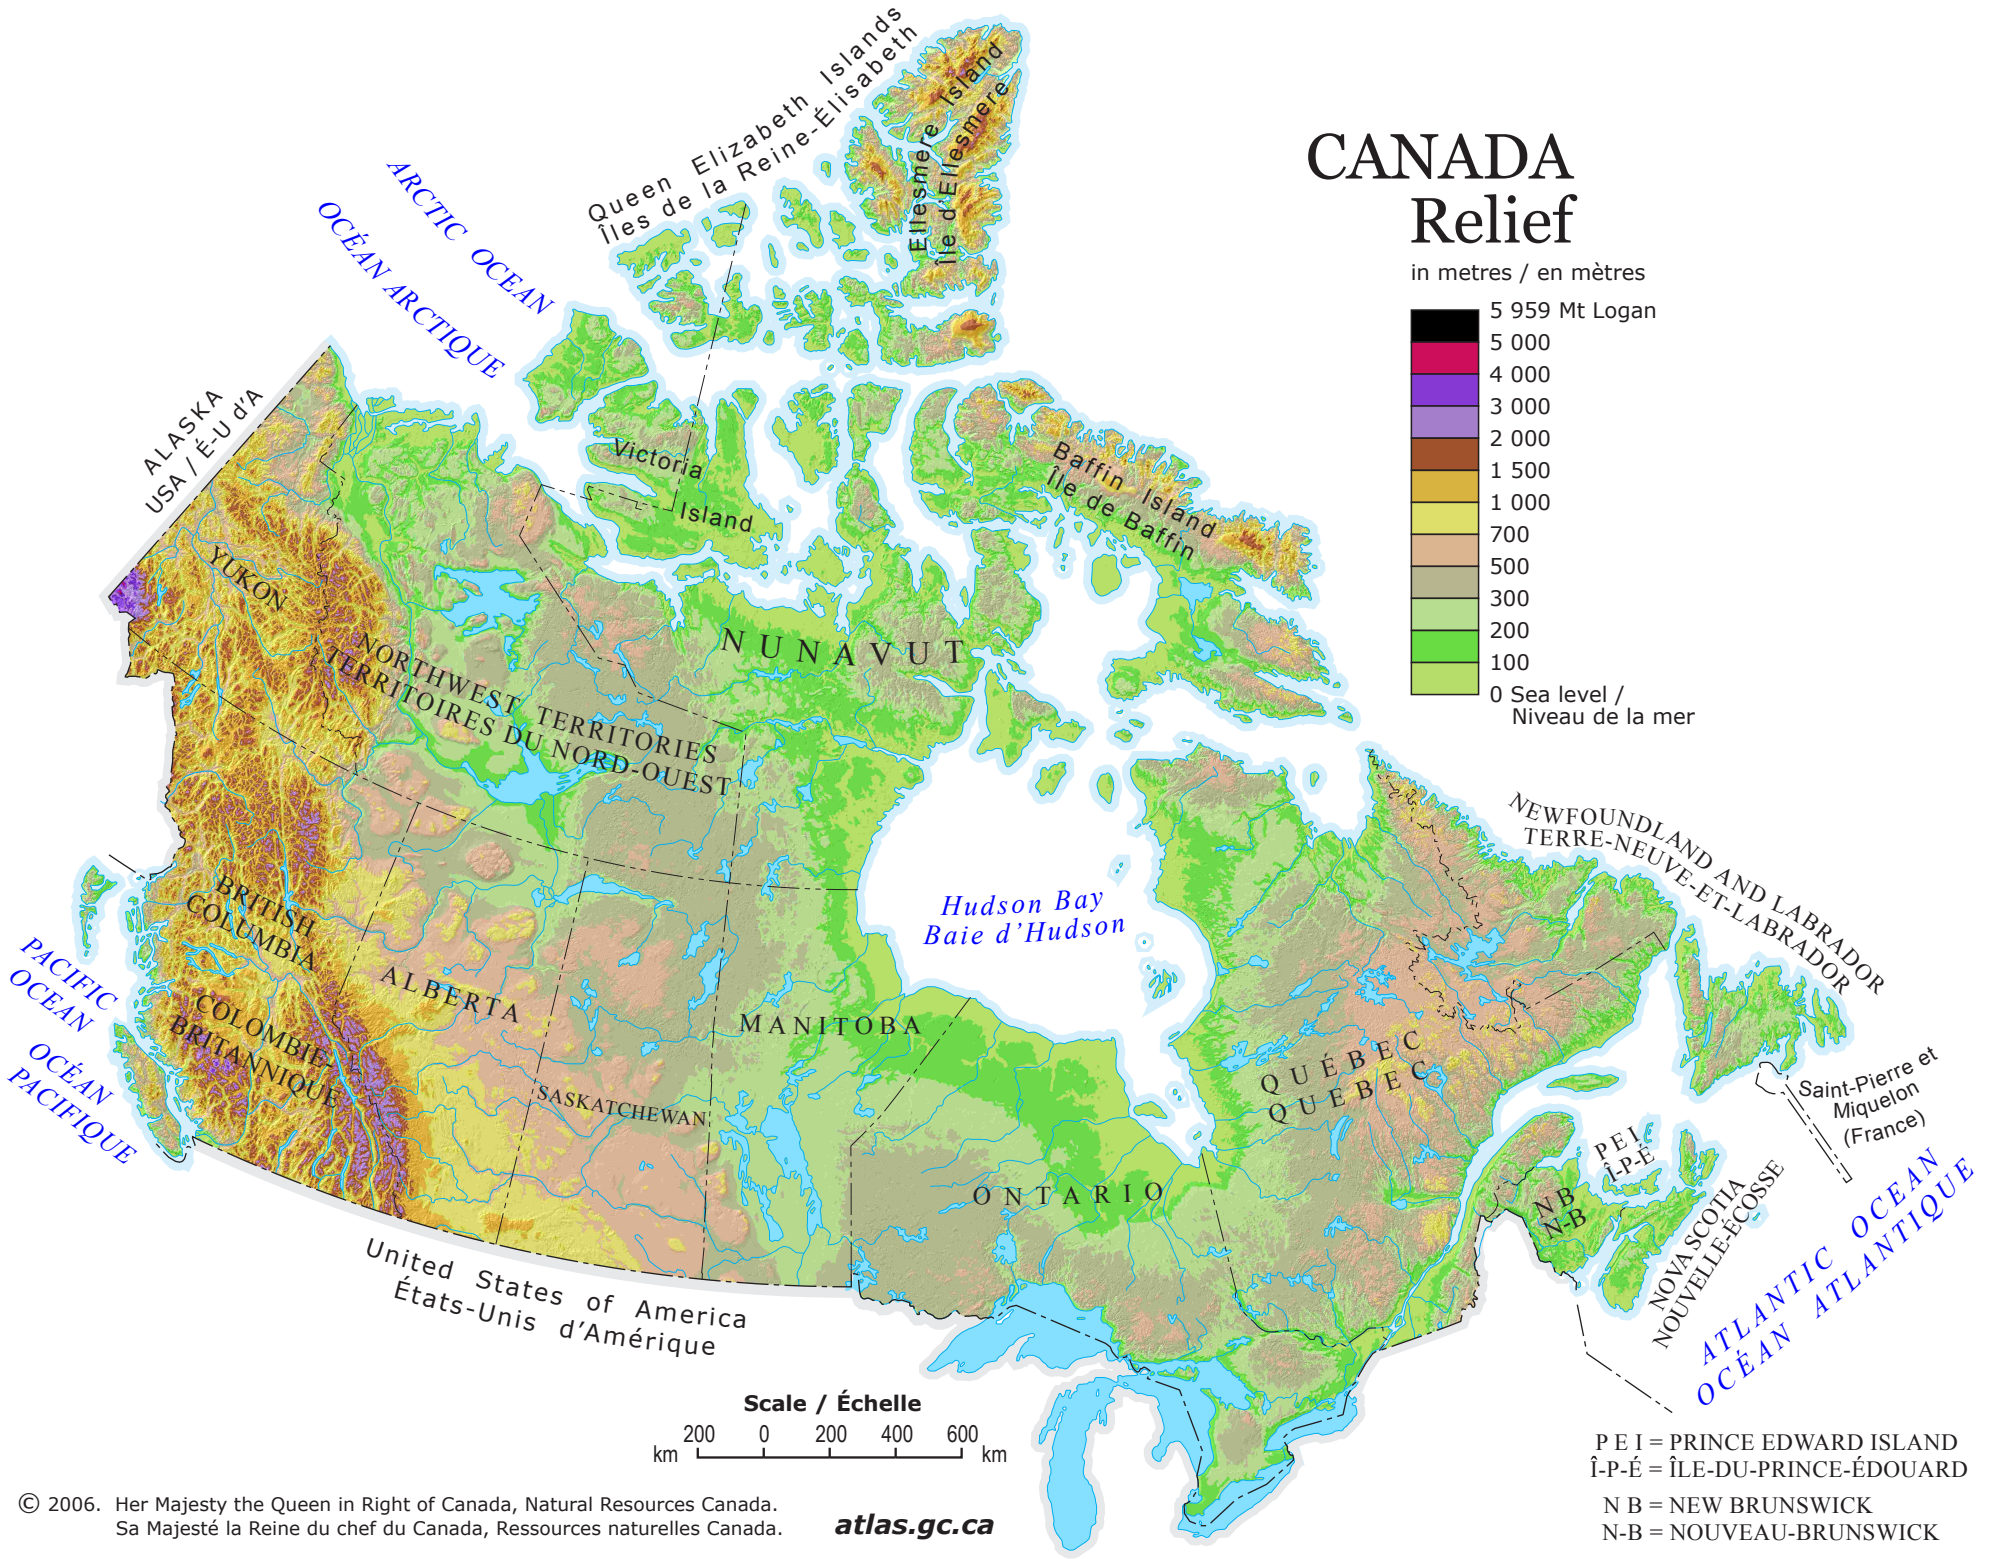 CANADA
Relief
in metres / en mètres
5 959 Mt Logan
5 000
4 000
3 000
2 000
1 500
1 000
700
500
300
200
100
0 Sea level /
Niveau de la mer
Queen Elizabeth Islands
Îles de la Reine-Élisabeth
Ellesmere Island
Île d'Ellesmere
ARCTIC OCEAN
OCÉAN ARCTIQUE
ALASKA
USA / É-U d'A
Victoria
Island
Baffin Island
Île de Baffin
YUKON
NUNAVUT
NORTHWEST TERRITORIES
TERRITOIRES DU NORD-OUEST
NEWFOUNDLAND AND LABRADOR
TERRE-NEUVE-ET-LABRADOR
BRITISH
COLUMBIA
COLOMBIE-
BRITANNIQUE
ALBERTA
SASKATCHEWAN
MANITOBA
Hudson Bay
Baie d'Hudson
ONTARIO
QUÉBEC
QUEBEC
PACIFIC
OCEAN
OCÉAN
PACIFIQUE
Saint-Pierre et
Miquelon
(France)
P E I
Î-P-É
N B
N-B
NOVA SCOTIA
NOUVELLE-ÉCOSSE
ATLANTIC OCEAN
OCÉAN ATLANTIQUE
United States of America
États-Unis d'Amérique
Scale / Échelle
km 200 0 200 400 600 km
P E I = PRINCE EDWARD ISLAND
Î-P-É = ÎLE-DU-PRINCE-ÉDOUARD
N B = NEW BRUNSWICK
N-B = NOUVEAU-BRUNSWICK
© 2006. Her Majesty the Queen in Right of Canada, Natural Resources Canada.
Sa Majesté la Reine du chef du Canada, Ressources naturelles Canada.
atlas.gc.ca